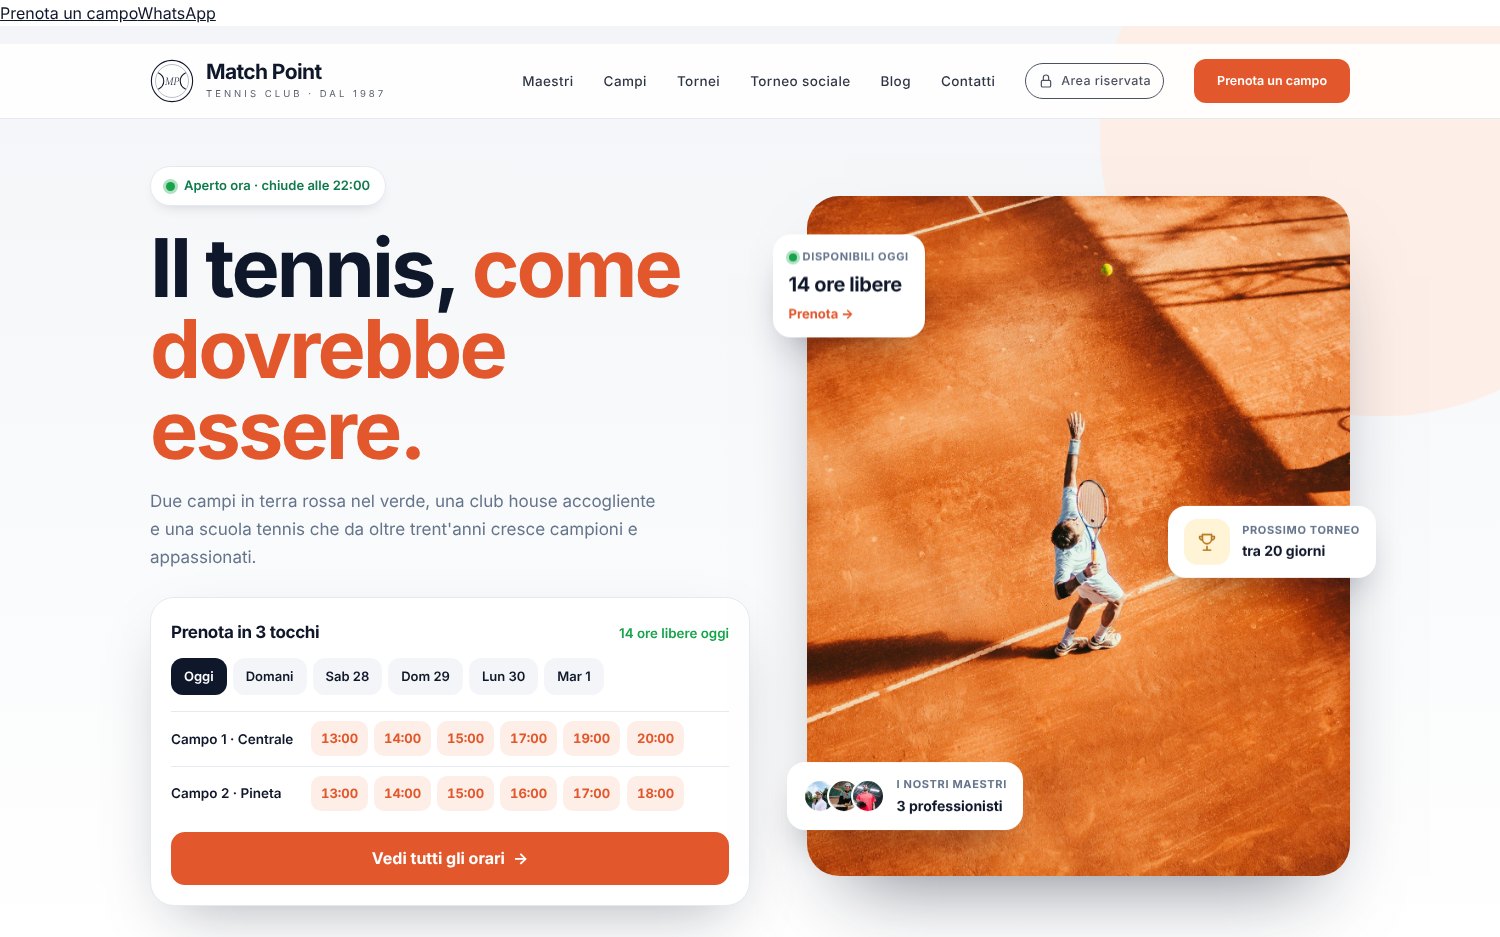 Prenota un campoWhatsApp
MP
Match Point
TENNIS CLUB · DAL 1987
Maestri
Campi
Tornei
Torneo sociale
Blog
Contatti
Area riservata
Prenota un campo
Aperto ora · chiude alle 22:00
Il tennis, come
dovrebbe
essere.
Due campi in terra rossa nel verde, una club house accogliente
e una scuola tennis che da oltre trent'anni cresce campioni e
appassionati.
Prenota in 3 tocchi
14 ore libere oggi
Oggi
Domani
Sab 28
Dom 29
Lun 30
Mar 1
Campo 1 · Centrale
13:00
14:00
15:00
17:00
19:00
20:00
Campo 2 · Pineta
13:00
14:00
15:00
16:00
17:00
18:00
Vedi tutti gli orari →
DISPONIBILI OGGI
14 ore libere
Prenota →
PROSSIMO TORNEO
tra 20 giorni
I NOSTRI MAESTRI
3 professionisti